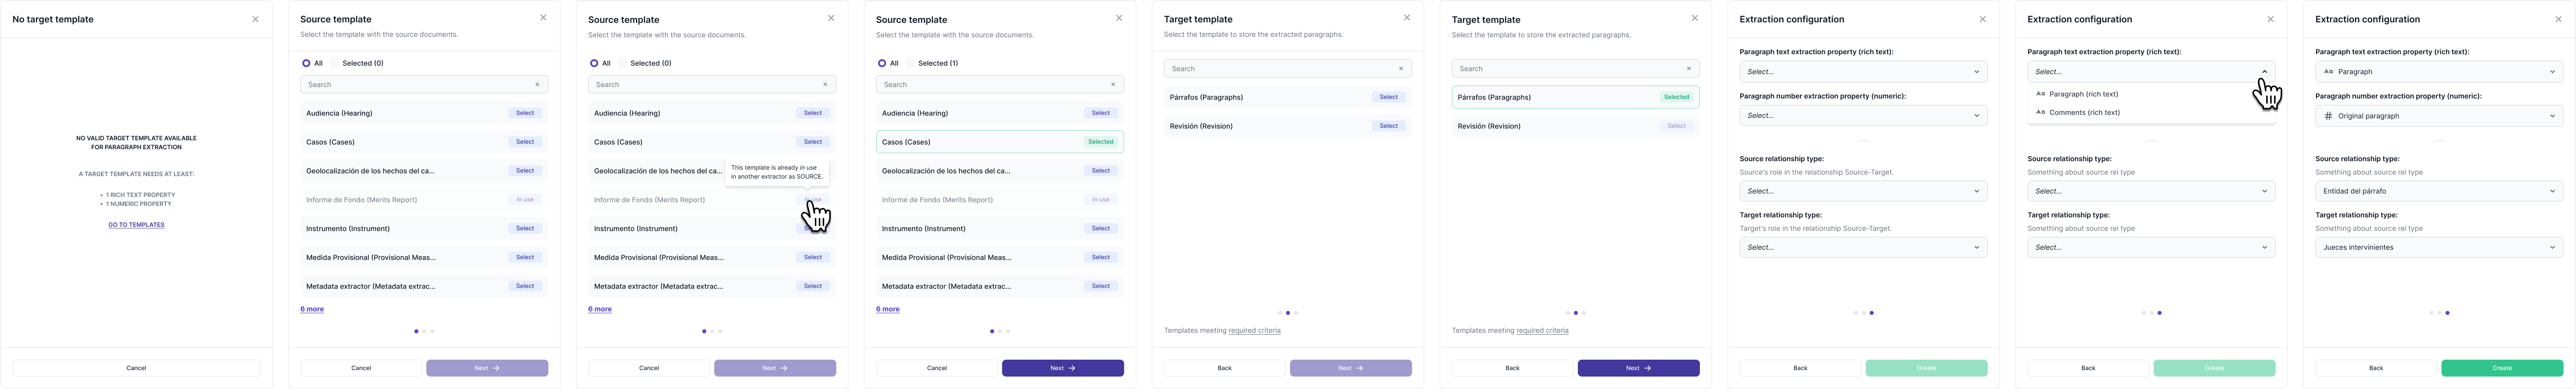 No target template
NO VALID TARGET TEMPLATE AVAILABLE
FOR PARAGRAPH EXTRACTION
A TARGET TEMPLATE NEEDS AT LEAST:
• 1 RICH TEXT PROPERTY
• 1 NUMERIC PROPERTY
GO TO TEMPLATES
Cancel
Source template
Select the template with the source documents.
All Selected (0)
Search
Audiencia (Hearing) Select
Casos (Cases) Select
Geolocalización de los hechos del ca... Select
Informe de Fondo (Merits Report) In use
Instrumento (Instrument) Select
Medida Provisional (Provisional Meas... Select
Metadata extractor (Metadata extrac... Select
6 more
Cancel Next →
Source template
Select the template with the source documents.
All Selected (0)
Search
Audiencia (Hearing) Select
Casos (Cases) Select
This template is already in use
in another extractor as SOURCE.
Geolocalización de los hechos del ca...
Informe de Fondo (Merits Report)
Instrumento (Instrument)
Medida Provisional (Provisional Meas... Select
Metadata extractor (Metadata extrac... Select
6 more
Cancel Next →
Source template
Select the template with the source documents.
All Selected (1)
Search
Audiencia (Hearing) Select
Casos (Cases) Selected
Geolocalización de los hechos del ca... Select
Informe de Fondo (Merits Report) In use
Instrumento (Instrument) Select
Medida Provisional (Provisional Meas... Select
Metadata extractor (Metadata extrac... Select
6 more
Cancel Next →
Target template
Select the template to store the extracted paragraphs.
Search
Párrafos (Paragraphs) Select
Revisión (Revision) Select
Templates meeting required criteria
Back Next →
Target template
Select the template to store the extracted paragraphs.
Search
Párrafos (Paragraphs) Selected
Revisión (Revision) Select
Templates meeting required criteria
Back Next →
Extraction configuration
Paragraph text extraction property (rich text):
Select...
Paragraph number extraction property (numeric):
Select...
Source relationship type:
Source's role in the relationship Source-Target.
Select...
Target relationship type:
Target's role in the relationship Source-Target.
Select...
Back Create
Extraction configuration
Paragraph text extraction property (rich text):
Select...
Aa Paragraph (rich text)
Aa Comments (rich text)
Source relationship type:
Something about source rel type
Select...
Target relationship type:
Something about source rel type
Select...
Back Create
Extraction configuration
Paragraph text extraction property (rich text):
Aa Paragraph
Paragraph number extraction property (numeric):
# Original paragraph
Source relationship type:
Something about source rel type
Entidad del párrafo
Target relationship type:
Something about source rel type
Jueces intervinientes
Back Create